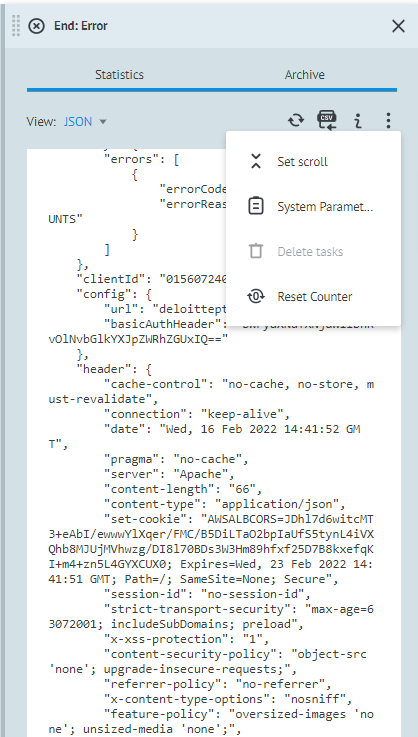 End: Error
Statistics
Archive
View: JSON
CSV
Set scroll
System Paramet...
Delete tasks
Reset Counter
"errors": [
{
"errorCode
"errorReas
UNTS"
}
]
},
"clientId": "015607240
"config": {
"url": "deloittept
"basicAuthHeader":
vOlNvbGlkYXJpZWRhZGUxIQ=="
},
"header": {
"cache-control": "no-cache, no-store, m
ust-revalidate",
"connection": "keep-alive",
"date": "Wed, 16 Feb 2022 14:41:52 GM
T",
"pragma": "no-cache",
"server": "Apache",
"content-length": "66",
"content-type": "application/json",
"set-cookie": "AWSALBCORS=JDhl7d6witcMT
3+eAbI/ewwwYlXqer/FMC/B5DiLTaO2bpIaUfS5tynL4iVX
Qhb8MJUjMVhwzg/DI8l70BDs3W3Hm89hfxf25D7B8kxefqK
I+m4+zn5L4GYXCUX0; Expires=Wed, 23 Feb 2022 14:
41:51 GMT; Path=/; SameSite=None; Secure",
"session-id": "no-session-id",
"strict-transport-security": "max-age=6
3072001; includeSubDomains; preload",
"x-xss-protection": "1",
"content-security-policy": "object-src
'none'; upgrade-insecure-requests;",
"referrer-policy": "no-referrer",
"x-content-type-options": "nosniff",
"feature-policy": "oversized-images 'no
ne'; unsized-media 'none';",